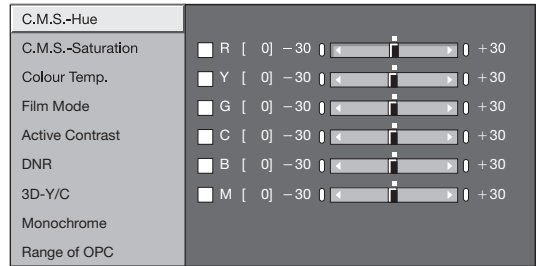 C.M.S.-Hue
C.M.S.-Saturation
Colour Temp.
Film Mode
Active Contrast
DNR
3D-Y/C
Monochrome
Range of OPC
R [ 0] −30 +30
Y [ 0] −30 +30
G [ 0] −30 +30
C [ 0] −30 +30
B [ 0] −30 +30
M [ 0] −30 +30